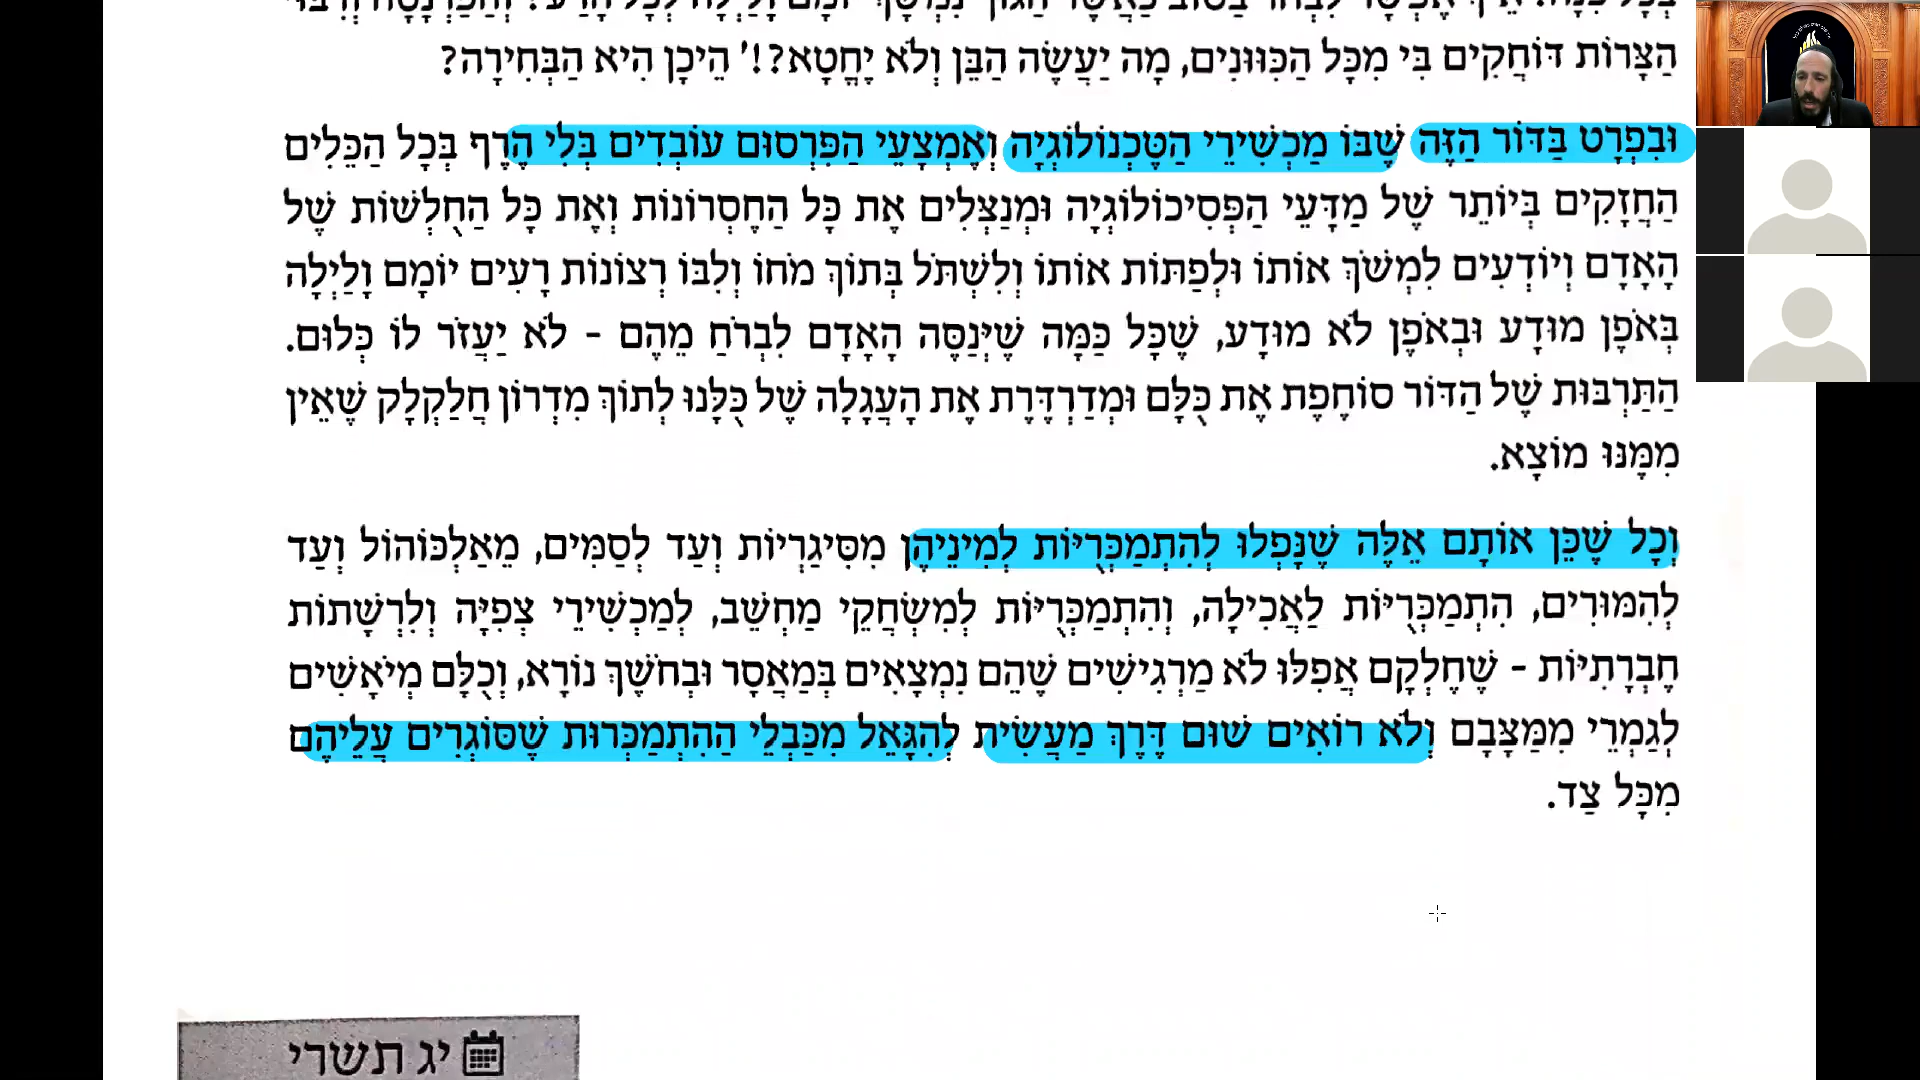 הַצָּרוֹת דּוֹחֲקִים בִּי מִכָּל הַכִּוּוּנִים, מָה יַעֲשֶׂה הַבֵּן וְלֹא יֶחֱטָא?!' הֵיכָן הִיא הַבְּחִירָה?
וּבִפְרָט בַּדּוֹר הַזֶּה שֶׁבּוֹ מַכְשִׁירֵי הַטֶּכְנוֹלוֹגְיָה וְאֶמְצָעֵי הַפִּרְסוּם עוֹבְדִים בְּלִי הֶרֶף בְּכָל הַכֵּלִים
הַחֲזָקִים בְּיוֹתֵר שֶׁל מַדָּעֵי הַפְּסִיכוֹלוֹגְיָה וּמְנַצְּלִים אֶת כָּל הַחֶסְרוֹנוֹת וְאֶת כָּל הַחֻלְשׁוֹת שֶׁל
הָאָדָם וְיוֹדְעִים לִמְשֹׁךְ אוֹתוֹ וּלְפַתּוֹת אוֹתוֹ וְלִשְׁתֹּל בְּתוֹךְ מֹחוֹ וְלִבּוֹ רְצוֹנוֹת רָעִים יוֹמָם וָלַיְלָה
בְּאֹפֶן מוּדָע וּבְאֹפֶן לֹא מוּדָע, שֶׁכָּל כַּמָּה שֶׁיְּנַסֶּה הָאָדָם לִבְרֹחַ מֵהֶם - לֹא יַעֲזֹר לוֹ כְּלוּם.
הַתַּרְבּוּת שֶׁל הַדּוֹר סוֹחֶפֶת אֶת כֻּלָּם וּמְדַרְדֶּרֶת אֶת הָעֲגָלָה שֶׁל כֻּלָּנוּ לְתוֹךְ מִדְרוֹן חֲלַקְלַק שֶׁאֵין
מִמֶּנּוּ מוֹצָא.
וְכָל שֶׁכֵּן אוֹתָם אֵלֶּה שֶׁנָּפְלוּ לְהִתְמַכְּרֻיּוֹת לְמִינֵיהֶן מִסִּיגַרְיוֹת וְעַד לְסַמִּים, מֵאַלְכּוֹהוֹל וְעַד
לְהִמּוּרִים, הִתְמַכְּרֻיּוֹת לַאֲכִילָה, וְהִתְמַכְּרֻיּוֹת לְמִשְׂחֲקֵי מַחְשֵׁב, לְמַכְשִׁירֵי צְפִיָּה וְלִרְשָׁתוֹת
חֶבְרָתִיּוֹת - שֶׁחֶלְקָם אֲפִלּוּ לֹא מַרְגִּישִׁים שֶׁהֵם נִמְצָאִים בְּמַאֲסָר וּבְחֹשֶׁךְ נוֹרָא, וְכֻלָּם מְיֹאָשִׁים
לְגַמְרֵי מִמַּצָּבָם וְלֹא רוֹאִים שׁוּם דֶּרֶךְ מַעֲשִׂית לְהִגָּאֵל מִכַּבְלֵי הַהִתְמַכְּרוּת שֶׁסּוֹגְרִים עֲלֵיהֶם
מִכָּל צַד.
יג תשרי